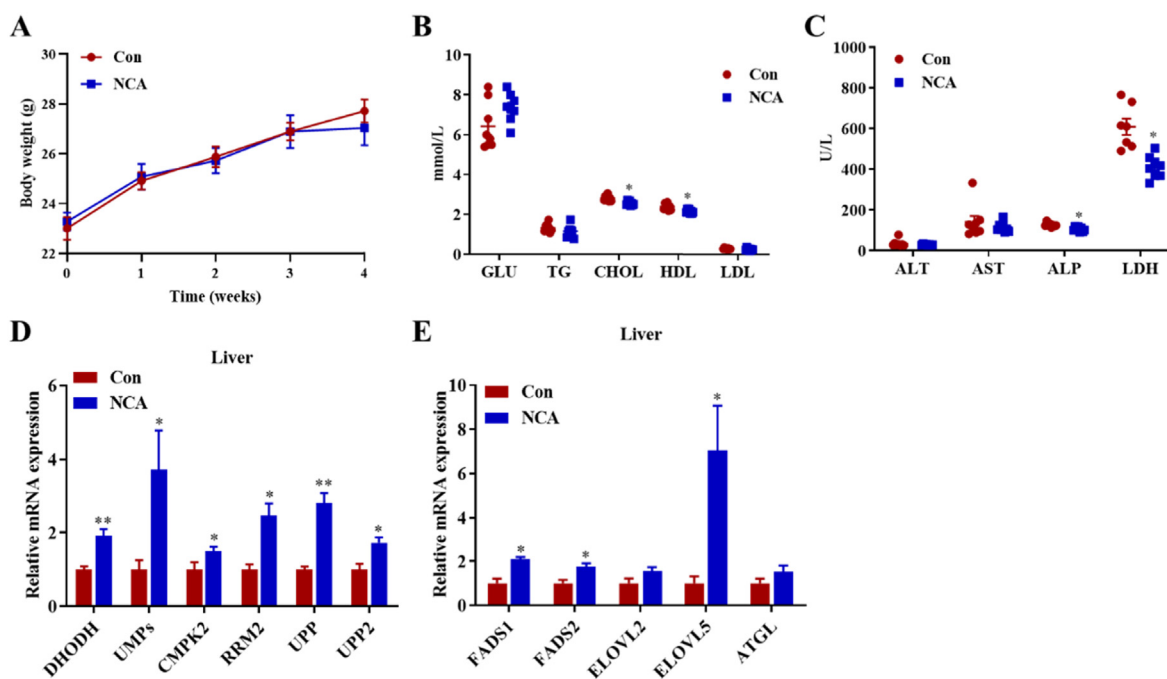 A
Con
NCA
Body weight (g)
30
28
26
24
22
0 1 2 3 4
Time (weeks)
B
Con
NCA
mmol/L
10
8
6
4
2
0
* *
GLU TG CHOL HDL LDL
C
Con
NCA
U/L
1000
800
600
400
200
0
* *
ALT AST ALP LDH
D
Liver
Con
NCA
Relative mRNA expression
6
4
2
0
** * * * ** *
DHODH UMPs CMPK2 RRM2 UPP UPP2
E
Liver
Con
NCA
Relative mRNA expression
10
8
6
4
2
0
* * *
FADS1 FADS2 ELOVL2 ELOVL5 ATGL